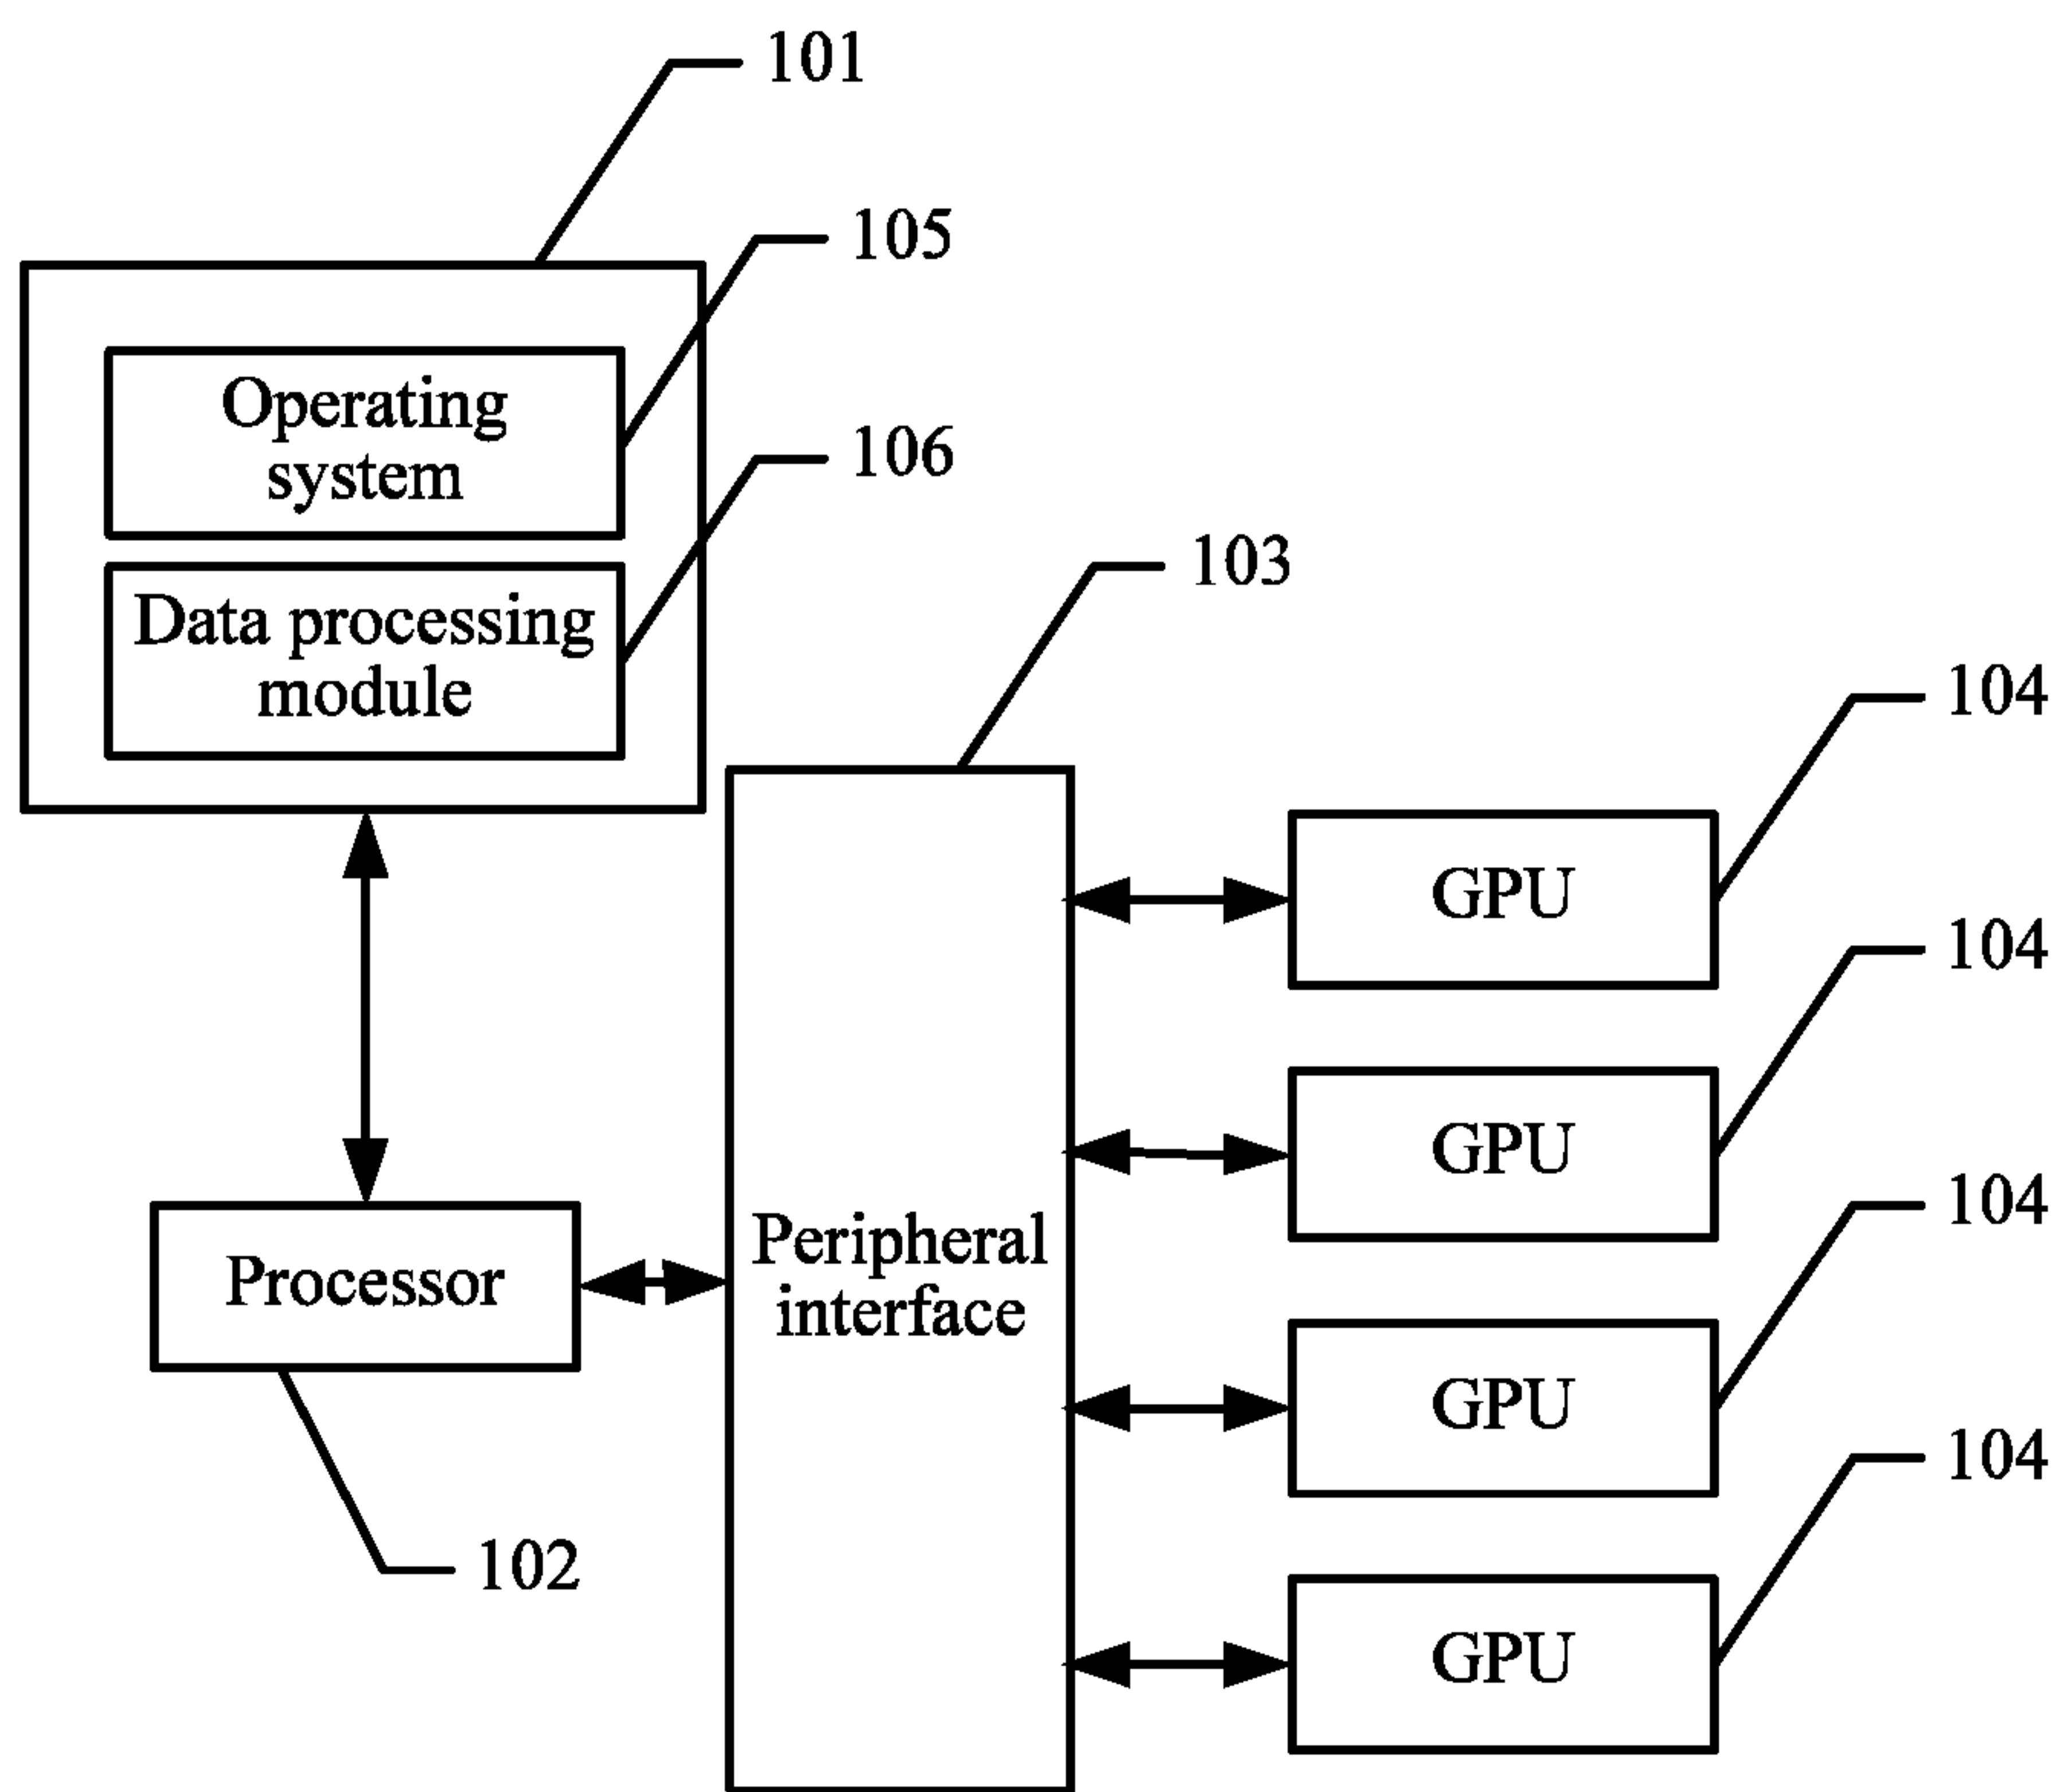 101
105
Operating
system
106
Data processing
module
103
104
GPU
104
GPU
104
Peripheral
interface
Processor
GPU
104
102
GPU